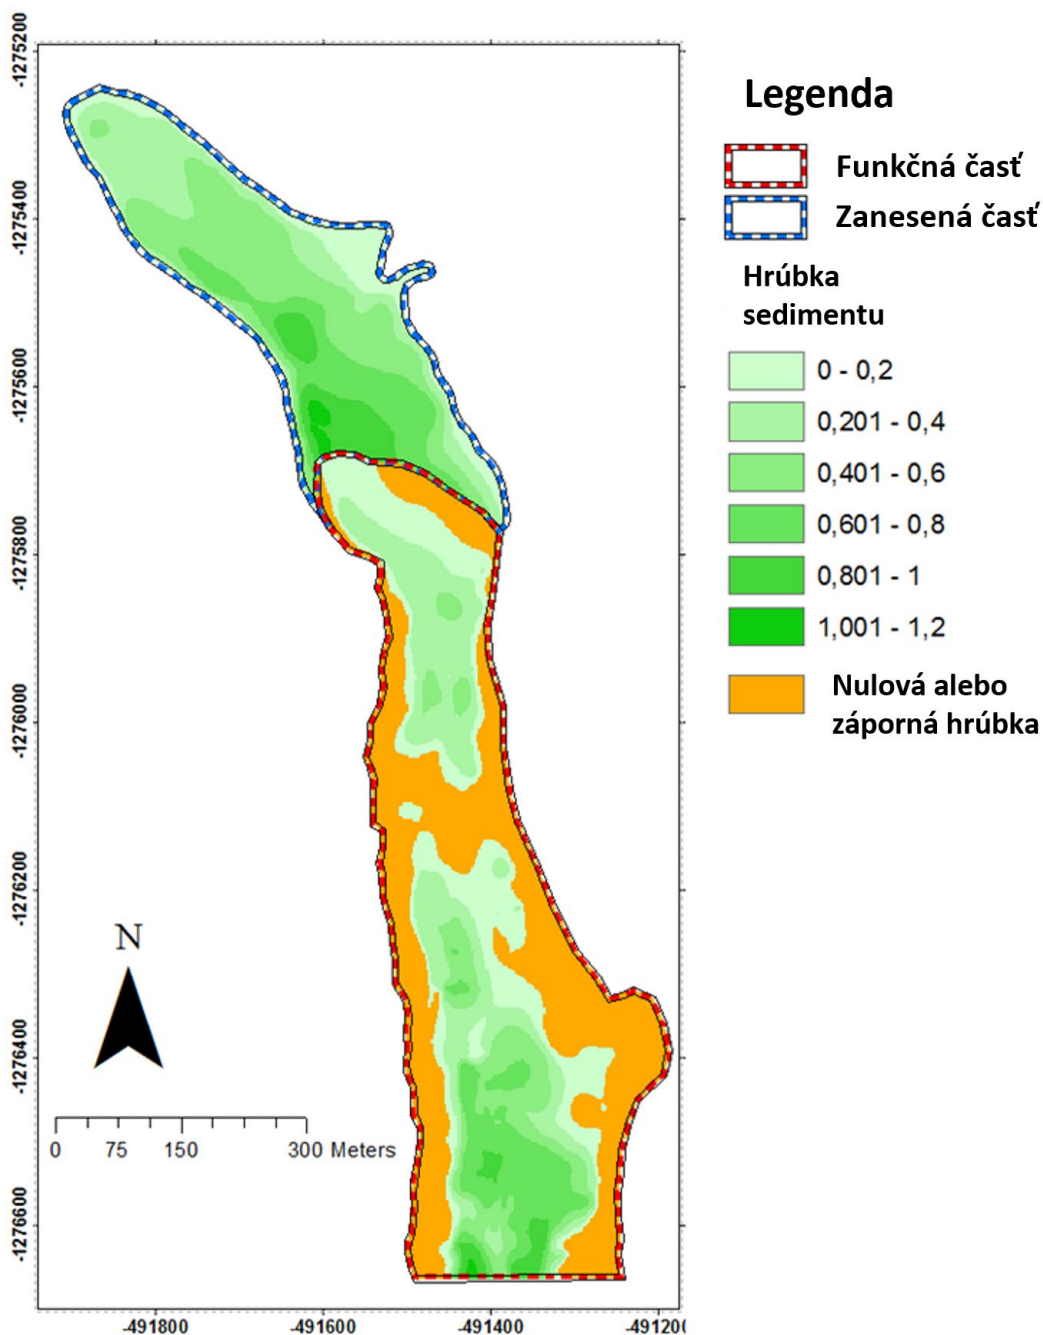 Legenda
Funkčná časť
Zanesená časť
Hrúbka
sedimentu
0 - 0,2
0,201 - 0,4
0,401 - 0,6
0,601 - 0,8
0,801 - 1
1,001 - 1,2
Nulová alebo
záporná hrúbka
-1275200
-1275400
-1275600
-1275800
-1276000
-1276200
-1276400
-1276600
N
0 75 150 300 Meters
-491800 -491600 -491400 -491200